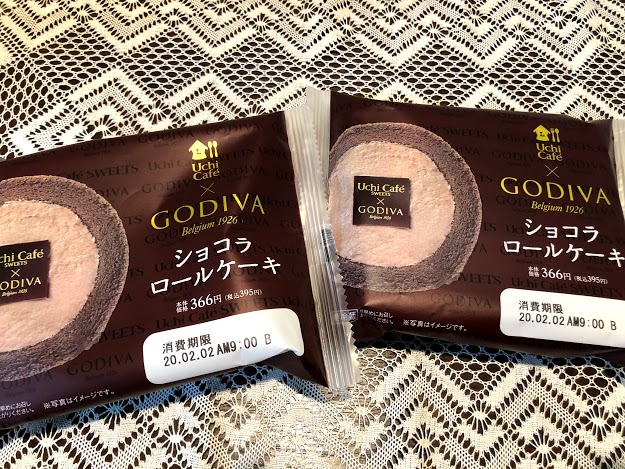 Uchi
Café
SWEETS
×
GODIVA
Belgium 1926
ショコラ
ロールケーキ
本体価格 366円 (税込395円)
消費期限
20.02.02 AM9:00 B
※写真はイメージです。
Uchi Café
SWEETS
×
GODIVA
Belgium 1926
Uchi
Café
×
GODIVA
Belgium 1926
ショコラ
ロールケーキ
本体価格 366円 (税込395円)
消費期限
20.02.02 AM9:00 B
※写真はイメージです。
Uchi Café
SWEETS
×
GODIVA
Belgium 1926